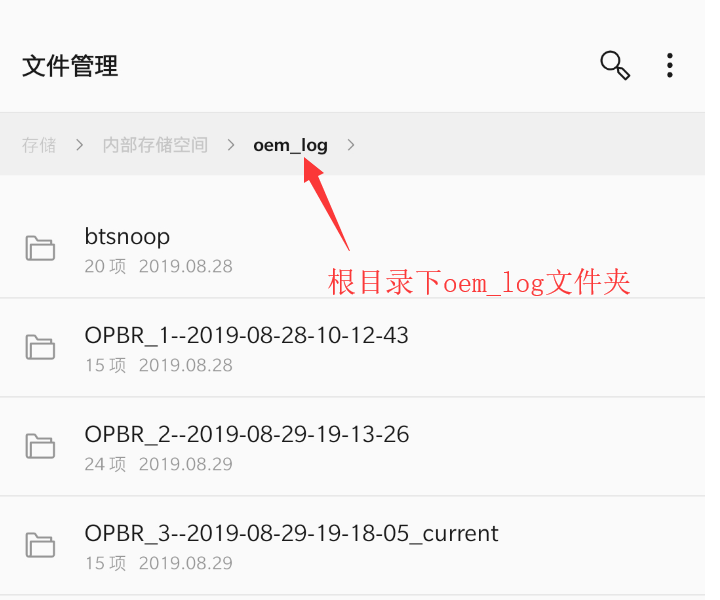 文件管理
存储 > 内部存储空间 > oem_log >
btsnoop
20 项 2019.08.28
根目录下oem_log文件夹
OPBR_1--2019-08-28-10-12-43
15 项 2019.08.28
OPBR_2--2019-08-29-19-13-26
24 项 2019.08.29
OPBR_3--2019-08-29-19-18-05_current
15 项 2019.08.29